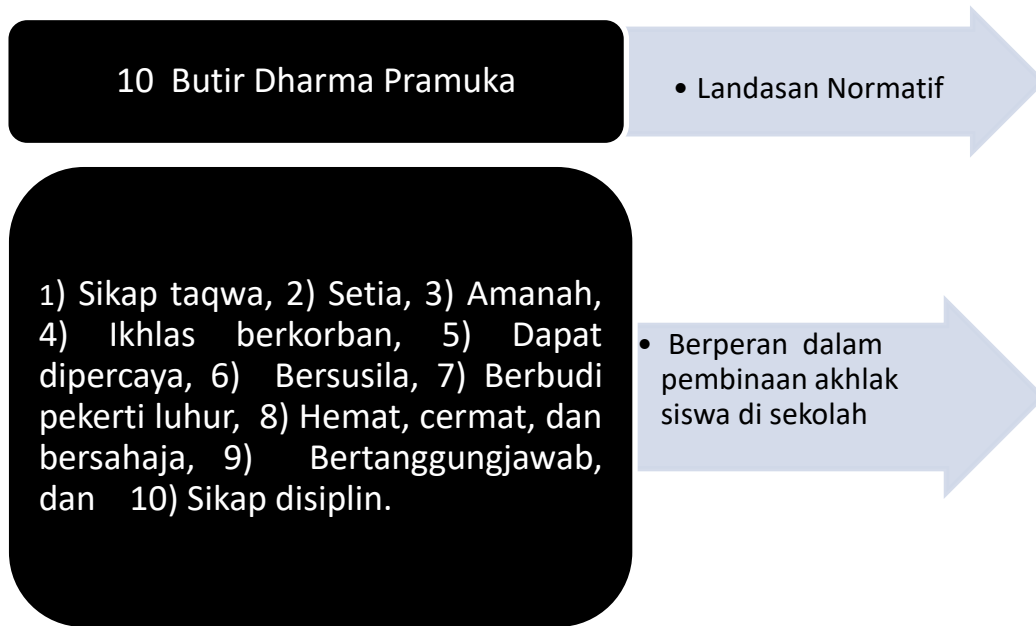 10 Butir Dharma Pramuka
• Landasan Normatif
1) Sikap taqwa, 2) Setia, 3) Amanah,
4) Ikhlas berkorban, 5) Dapat
dipercaya, 6) Bersusila, 7) Berbudi
pekerti luhur, 8) Hemat, cermat, dan
bersahaja, 9) Bertanggungjawab,
dan 10) Sikap disiplin.
• Berperan dalam
pembinaan akhlak
siswa di sekolah